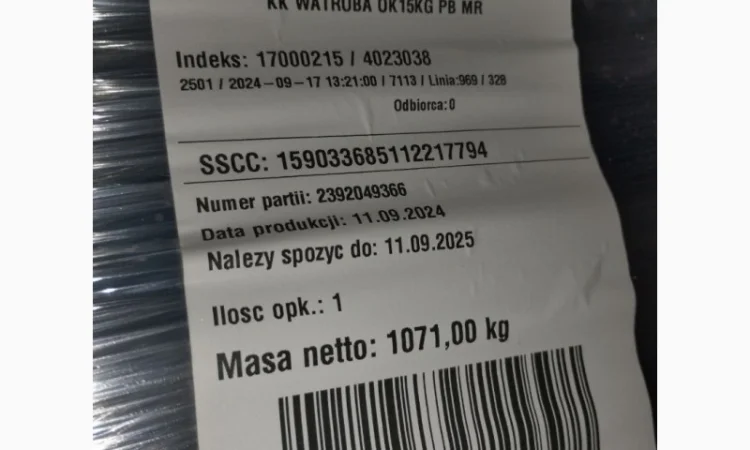 KK WATROBA OK15KG PB MR
Indeks: 17000215 / 4023038
2501 / 2024-09-17 13:21:00 / 7113 / Linia:969 / 328
Odbiorca:0
SSCC: 159033685112217794
Numer partii: 2392049366
Data produkcji: 11.09.2024
Nalezy spozyc do: 11.09.2025
Ilosc opk.: 1
Masa netto: 1071,00 kg